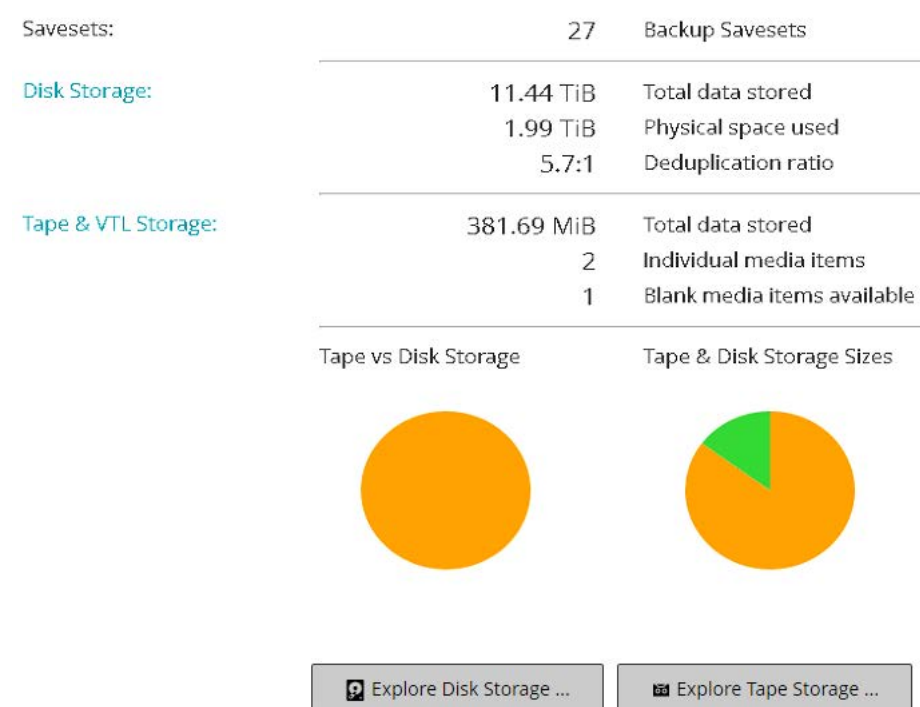 Savesets:
27 Backup Savesets
Disk Storage:
11.44 TiB Total data stored
1.99 TiB Physical space used
5.7:1 Deduplication ratio
Tape & VTL Storage:
381.69 MiB Total data stored
2 Individual media items
1 Blank media items available
Tape vs Disk Storage
Tape & Disk Storage Sizes
Explore Disk Storage ...
Explore Tape Storage ...